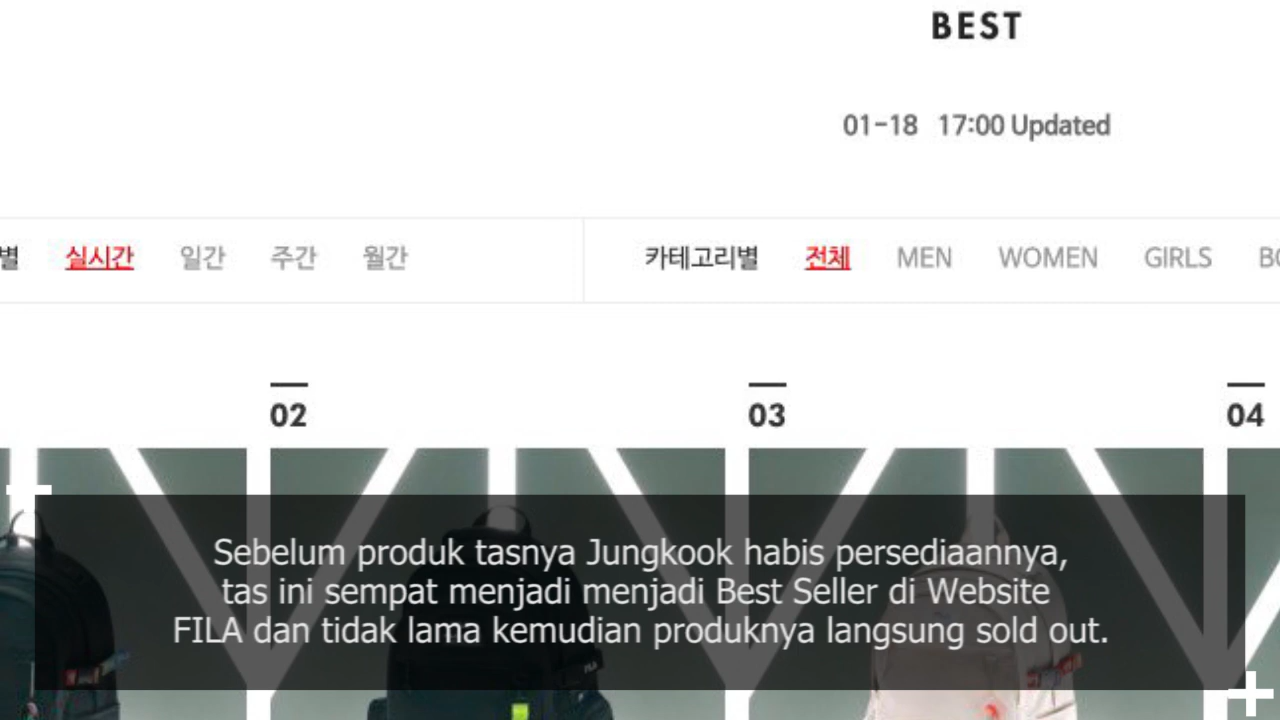 BEST
01-18 17:00 Updated
별 실시간 일간 주간 월간 카테고리별 전체 MEN WOMEN GIRLS
02 03 04
Sebelum produk tasnya Jungkook habis persediaannya,
tas ini sempat menjadi menjadi Best Seller di Website
FILA dan tidak lama kemudian produknya langsung sold out.